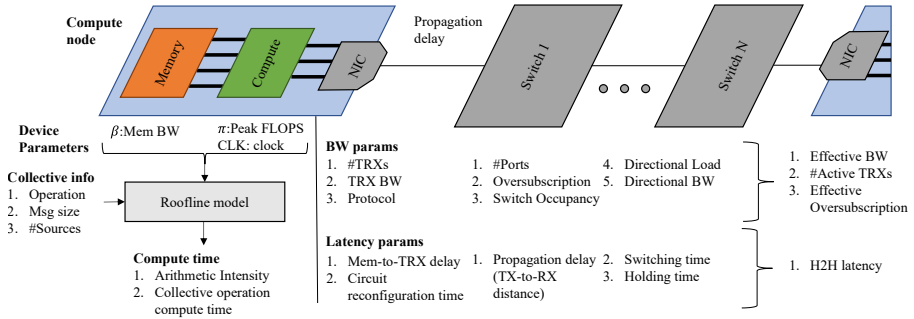 Compute
node
Memory
Compute
NIC
Propagation
delay
Switch 1
Switch N
NIC
Device
Parameters
β:Mem BW
π:Peak FLOPS
CLK: clock
Collective info
1. Operation
2. Msg size
3. #Sources
Roofline model
Compute time
1. Arithmetic Intensity
2. Collective operation
compute time
BW params
1. #TRXs
2. TRX BW
3. Protocol
1. #Ports
2. Oversubscription
3. Switch Occupancy
4. Directional Load
5. Directional BW
1. Effective BW
2. #Active TRXs
3. Effective
Oversubscription
Latency params
1. Mem-to-TRX delay
2. Circuit
reconfiguration time
1. Propagation delay
(TX-to-RX
distance)
2. Switching time
3. Holding time
1. H2H latency